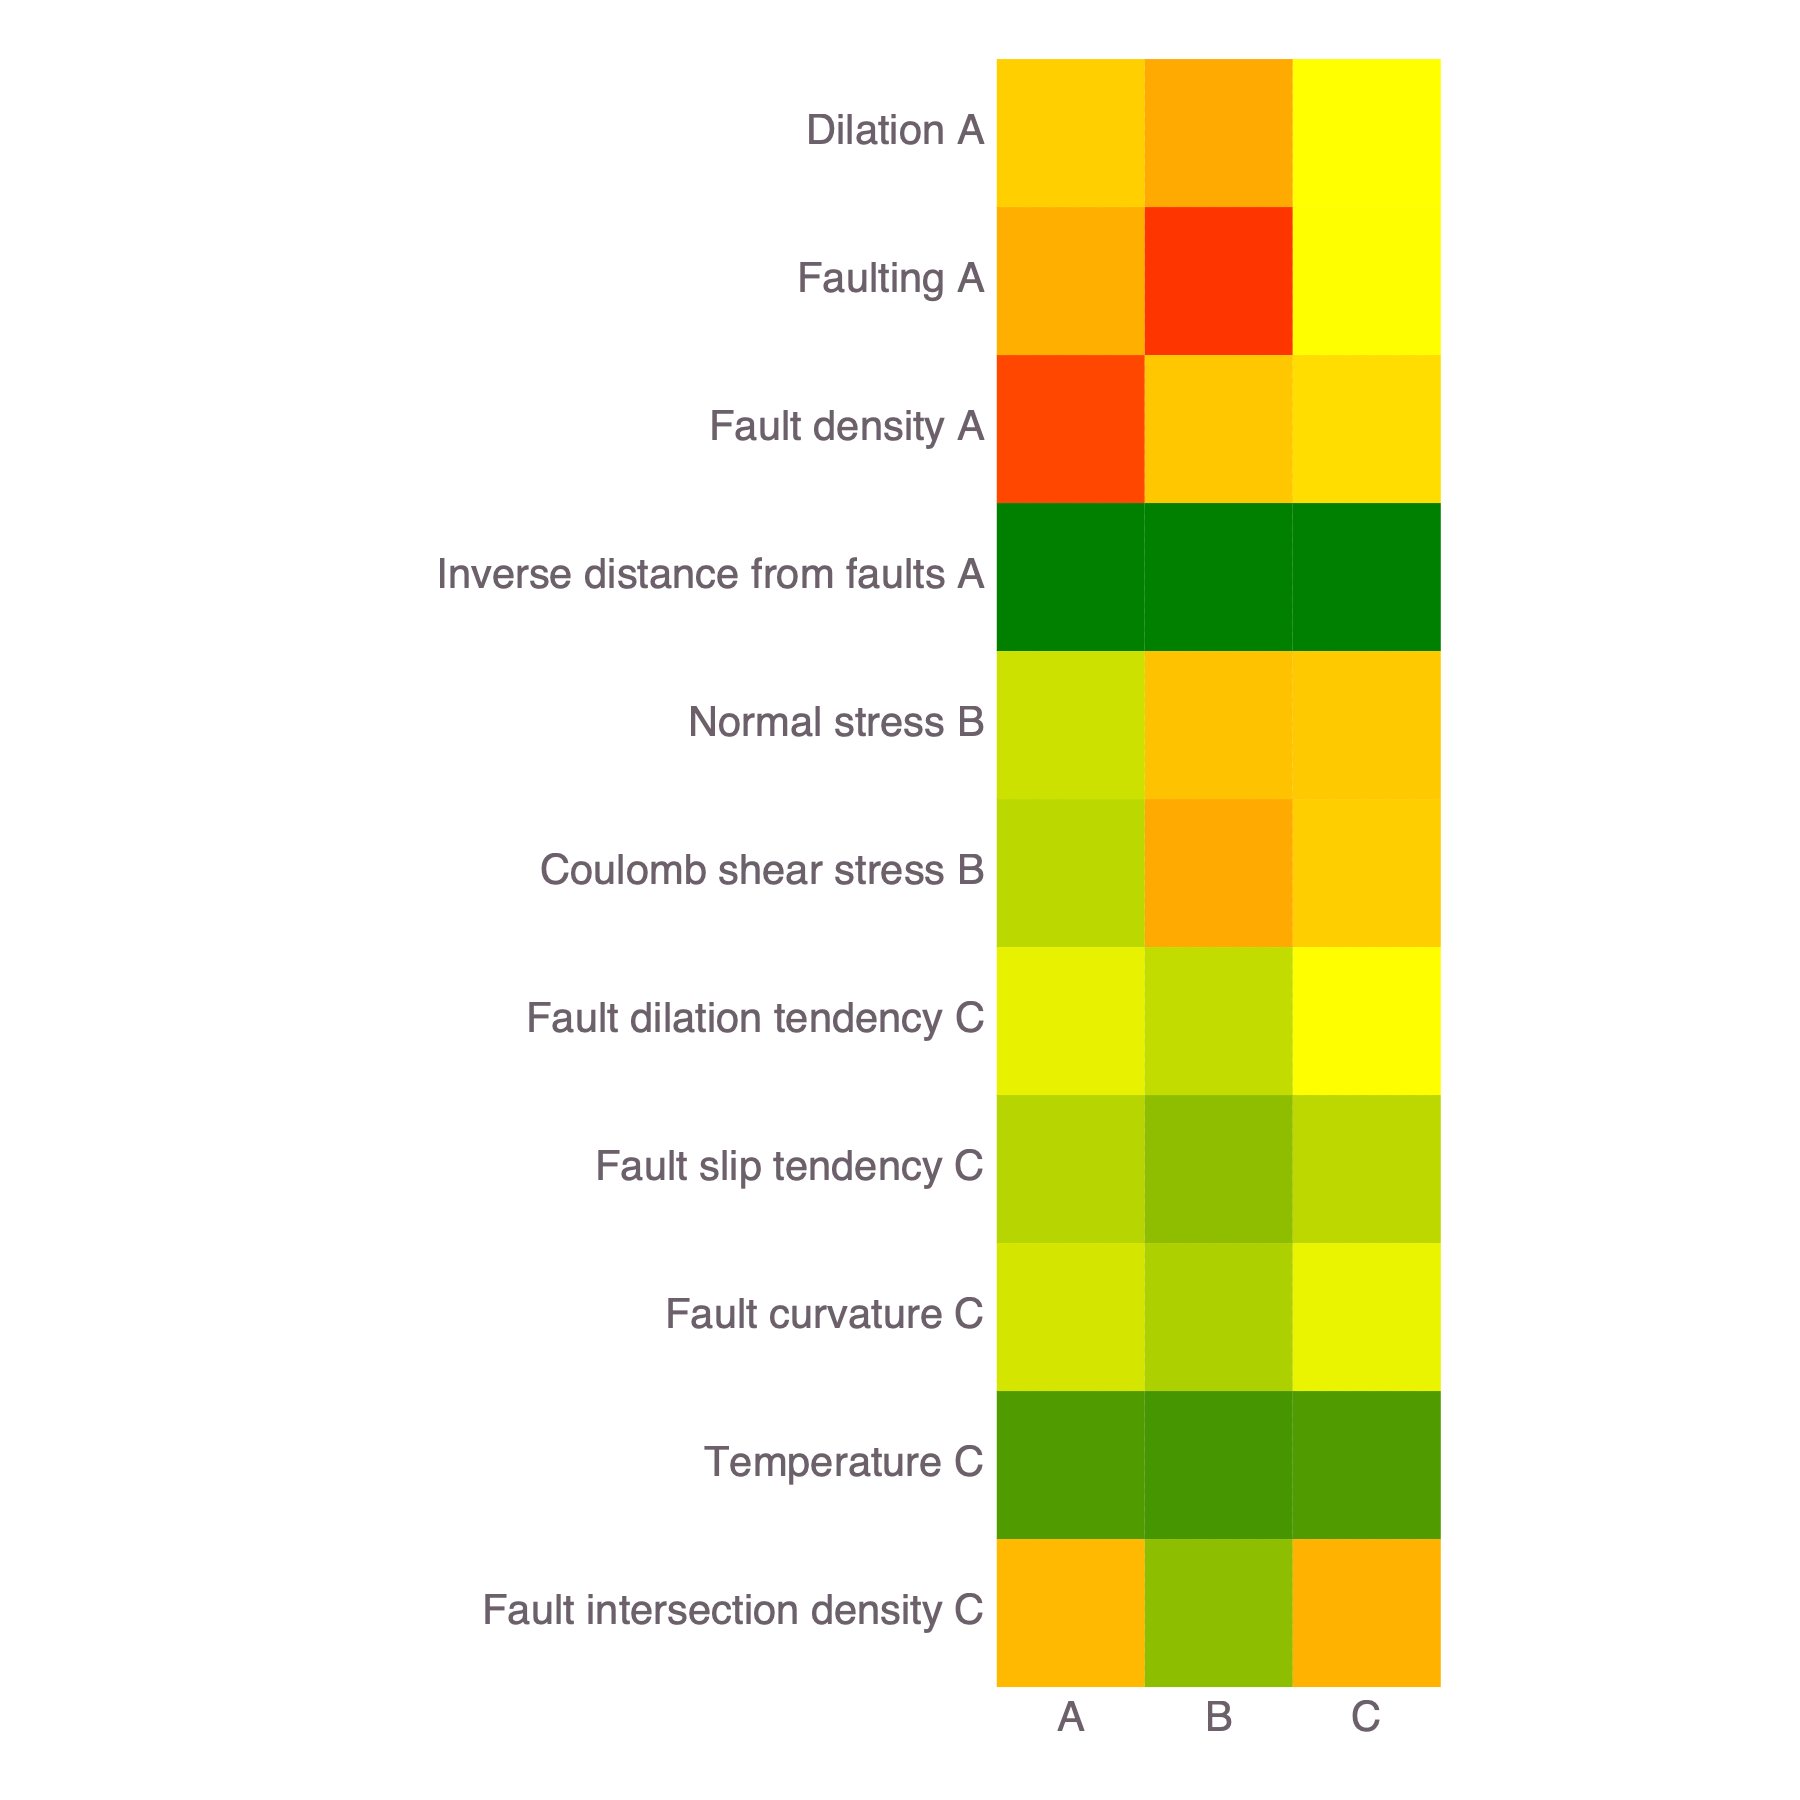 Dilation A
Faulting A
Fault density A
Inverse distance from faults A
Normal stress B
Coulomb shear stress B
Fault dilation tendency C
Fault slip tendency C
Fault curvature C
Temperature C
Fault intersection density C
A B C